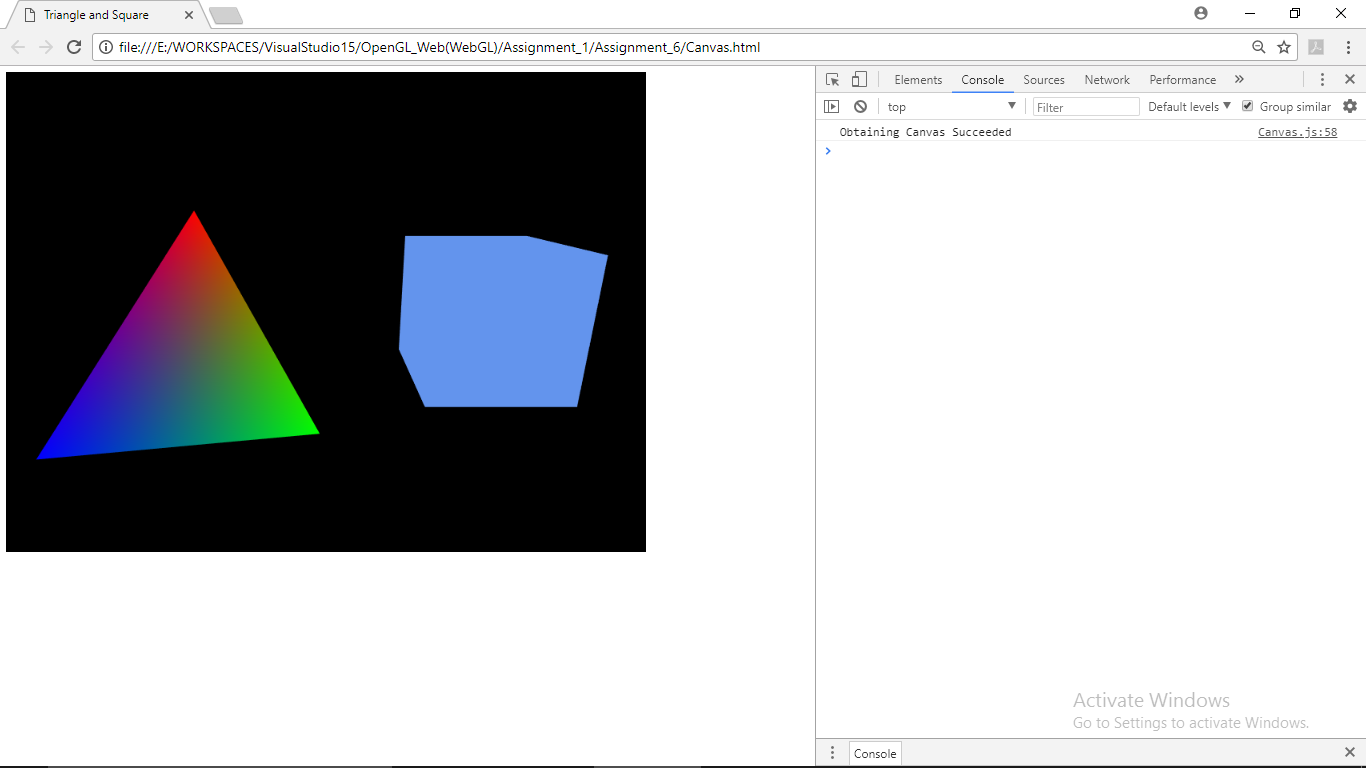 Triangle and Square
file:///E:/WORKSPACES/VisualStudio15/OpenGL_Web(WebGL)/Assignment_1/Assignment_6/Canvas.html
Elements Console Sources Network Performance »
top Filter Default levels Group similar
Obtaining Canvas Succeeded Canvas.js:58
Activate Windows
Go to Settings to activate Windows.
Console